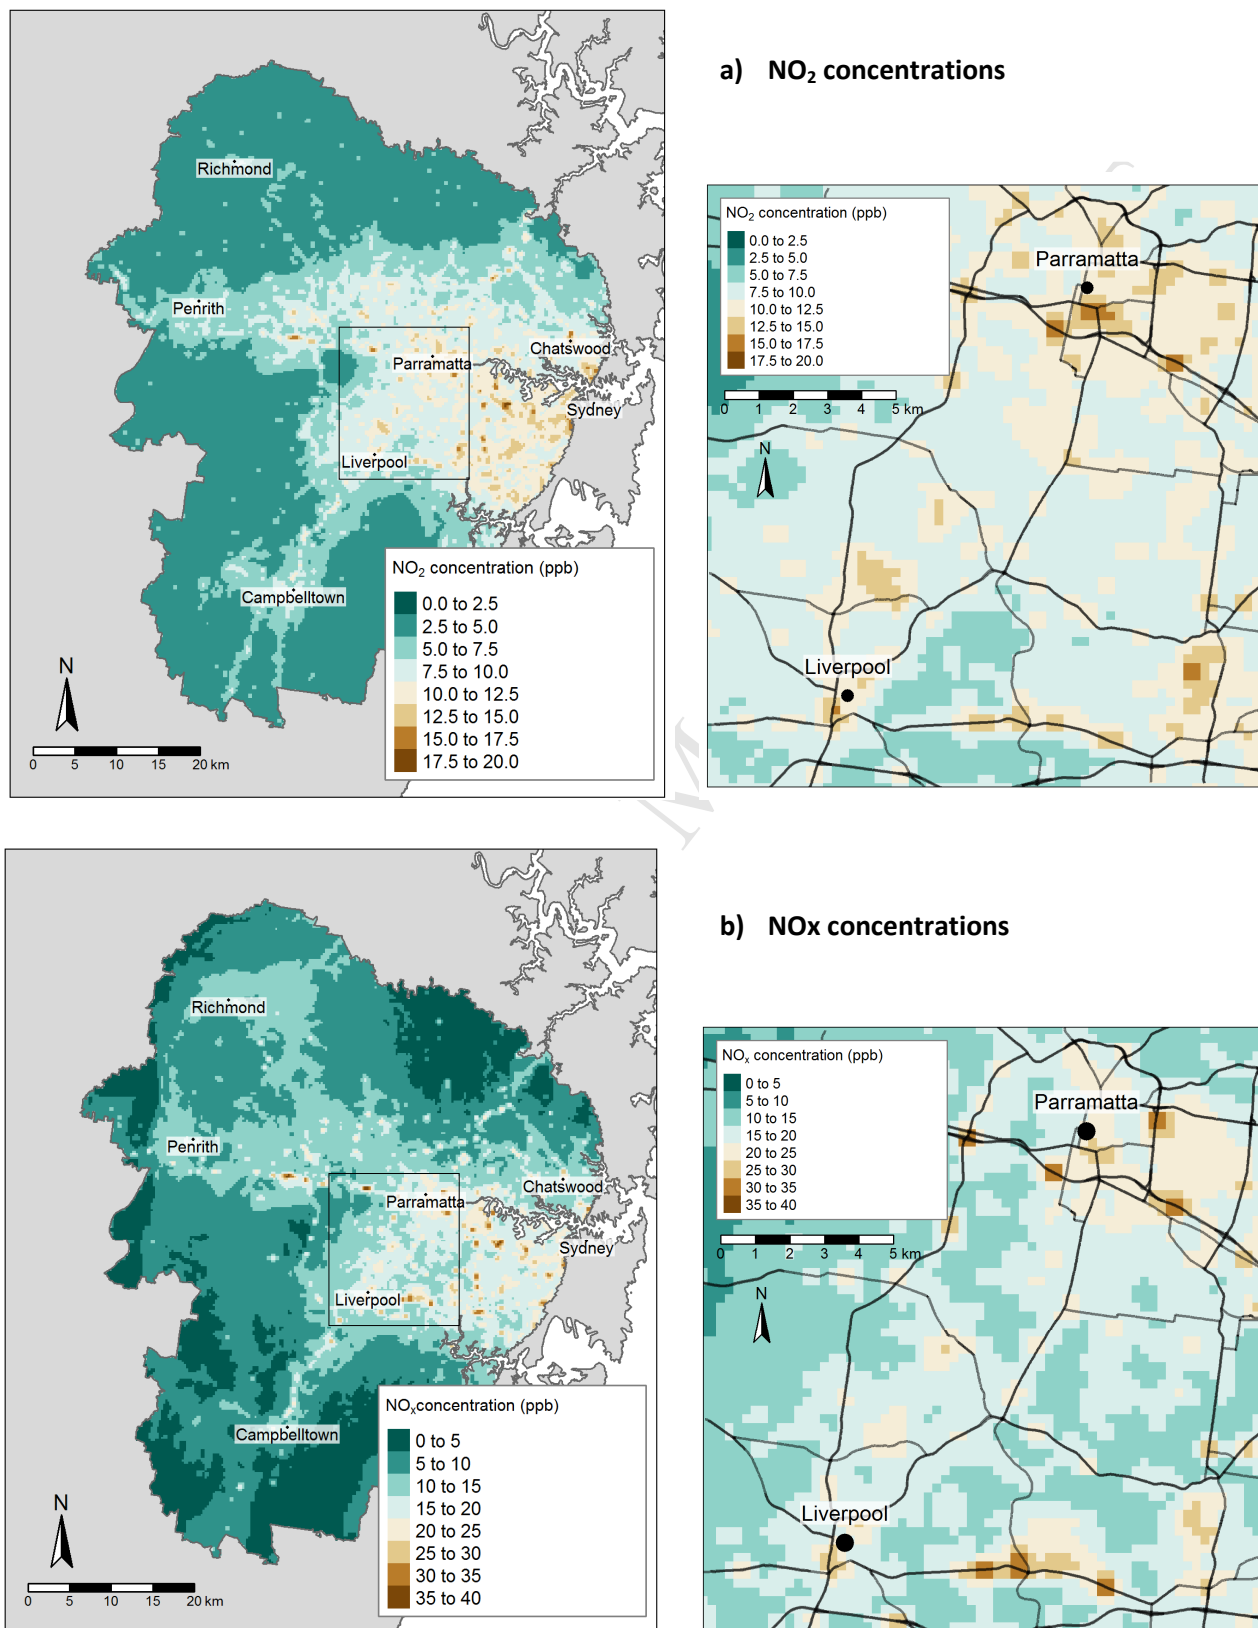 a) NO₂ concentrations
Richmond
Penrith
Parramatta
Chatswood
Sydney
Liverpool
Campbelltown
NO₂ concentration (ppb)
0.0 to 2.5
2.5 to 5.0
5.0 to 7.5
7.5 to 10.0
10.0 to 12.5
12.5 to 15.0
15.0 to 17.5
17.5 to 20.0
N
0 5 10 15 20 km
NO₂ concentration (ppb)
0.0 to 2.5
2.5 to 5.0
5.0 to 7.5
7.5 to 10.0
10.0 to 12.5
12.5 to 15.0
15.0 to 17.5
17.5 to 20.0
0 1 2 3 4 5 km
N
Parramatta
Liverpool
M
b) NOx concentrations
Richmond
Penrith
Parramatta
Chatswood
Sydney
Liverpool
Campbelltown
NOₓconcentration (ppb)
0 to 5
5 to 10
10 to 15
15 to 20
20 to 25
25 to 30
30 to 35
35 to 40
N
0 5 10 15 20 km
NOₓ concentration (ppb)
0 to 5
5 to 10
10 to 15
15 to 20
20 to 25
25 to 30
30 to 35
35 to 40
0 1 2 3 4 5 km
N
Parramatta
Liverpool